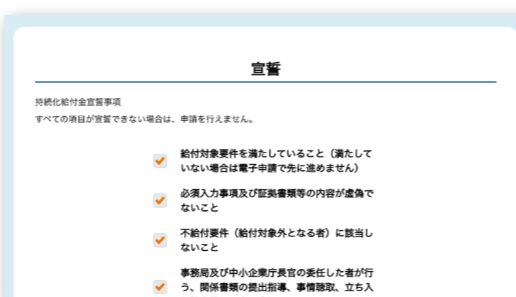 宣誓
持続化給付金宣誓事項
すべての項目が宣誓できない場合は、申請を行えません。
給付対象要件を満たしていること（満たして
いない場合は電子申請で先に進めません）
必須入力事項及び証拠書類等の内容が虚偽で
ないこと
不給付要件（給付対象外となる者）に該当し
ないこと
事務局及び中小企業庁長官の委任した者が行
う、関係書類の提出指導、事情聴取、立ち入